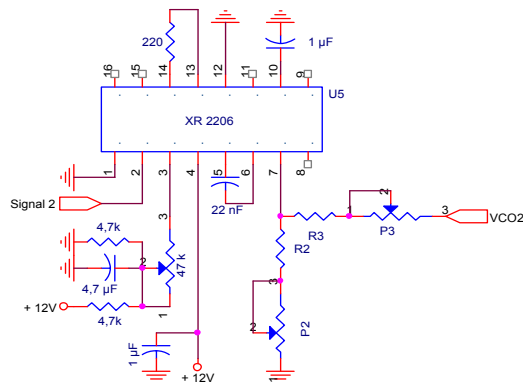 220
1 µF
16 15 14 13 12 11 10 9
U5
XR 2206
1 2 3 4 5 6 7 8
22 nF
Signal 2
3
4,7k
2
47 k
4,7 µF
+ 12V
4,7k
1
1 µF
+ 12V
R3
1
2
P3
3
VCO2
R2
3
2
P2
1